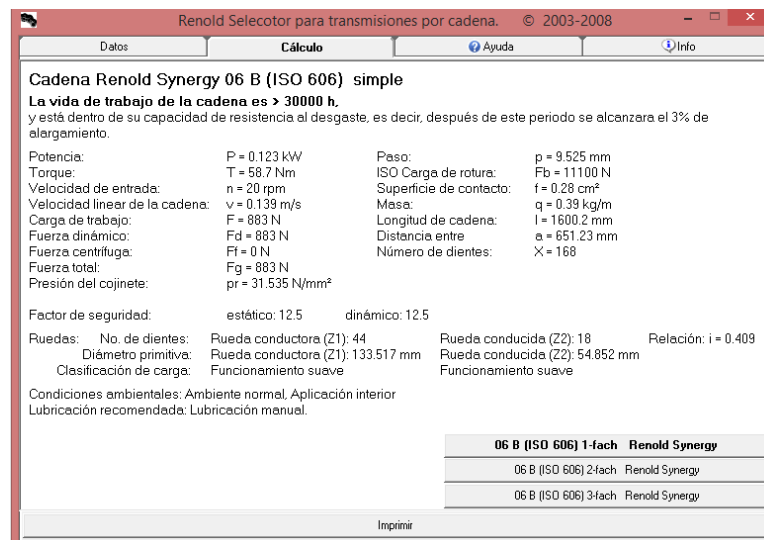 Renold Selecotor para transmisiones por cadena. © 2003-2008
Datos Cálculo Ayuda Info
Cadena Renold Synergy 06 B (ISO 606) simple
La vida de trabajo de la cadena es > 30000 h,
y está dentro de su capacidad de resistencia al desgaste, es decir, después de este periodo se alcanzara el 3% de
alargamiento.
Potencia: P = 0.123 kW Paso: p = 9.525 mm
Torque: T = 58.7 Nm ISO Carga de rotura: Fb = 11100 N
Velocidad de entrada: n = 20 rpm Superficie de contacto: f = 0.28 cm²
Velocidad linear de la cadena: v = 0.139 m/s Masa: q = 0.39 kg/m
Carga de trabajo: F = 883 N Longitud de cadena: l = 1600.2 mm
Fuerza dinámico: Fd = 883 N Distancia entre a = 651.23 mm
Fuerza centrífuga: Ff = 0 N Número de dientes: X = 168
Fuerza total: Fg = 883 N
Presión del cojinete: pr = 31.535 N/mm²
Factor de seguridad: estático: 12.5 dinámico: 12.5
Ruedas: No. de dientes: Rueda conductora (Z1): 44 Rueda conducida (Z2): 18 Relación: i = 0.409
Diámetro primitiva: Rueda conductora (Z1): 133.517 mm Rueda conducida (Z2): 54.852 mm
Clasificación de carga: Funcionamiento suave Funcionamiento suave
Condiciones ambientales: Ambiente normal, Aplicación interior
Lubricación recomendada: Lubricación manual.
06 B (ISO 606) 1-fach Renold Synergy
06 B (ISO 606) 2-fach Renold Synergy
06 B (ISO 606) 3-fach Renold Synergy
Imprimir